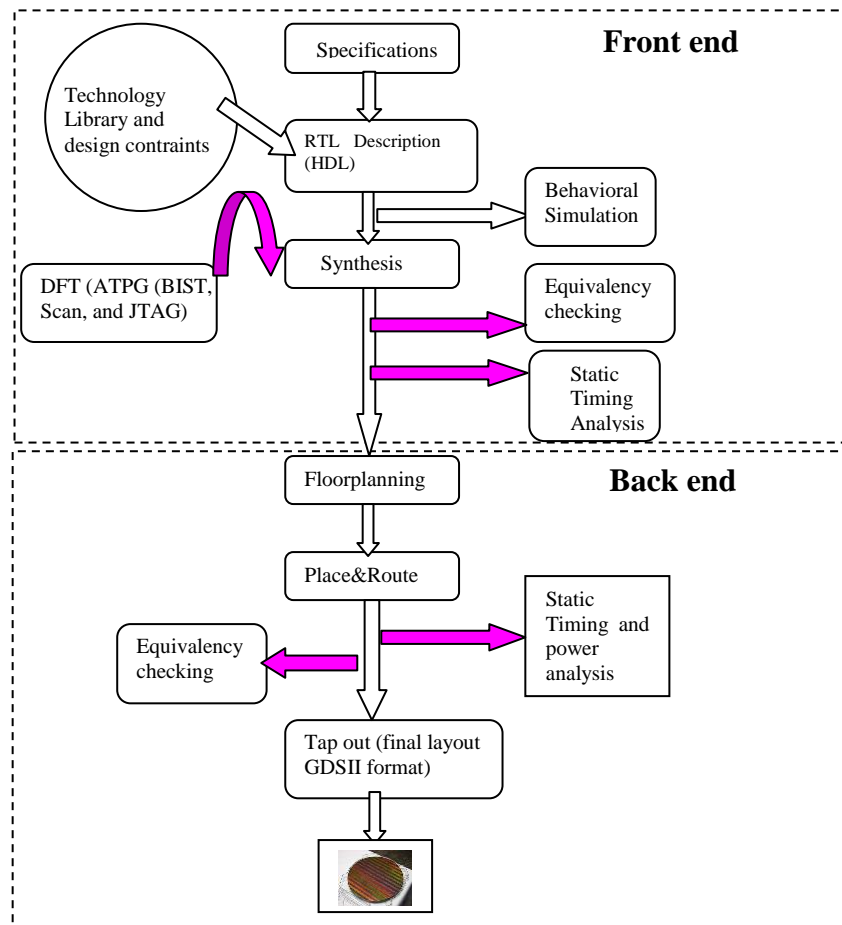 Front end
Specifications
Technology
Library and
design contraints
RTL Description
(HDL)
Behavioral
Simulation
Synthesis
DFT (ATPG (BIST,
Scan, and JTAG)
Equivalency
checking
Static
Timing
Analysis
Back end
Floorplanning
Place&Route
Static
Timing and
power
analysis
Equivalency
checking
Tap out (final layout
GDSII format)